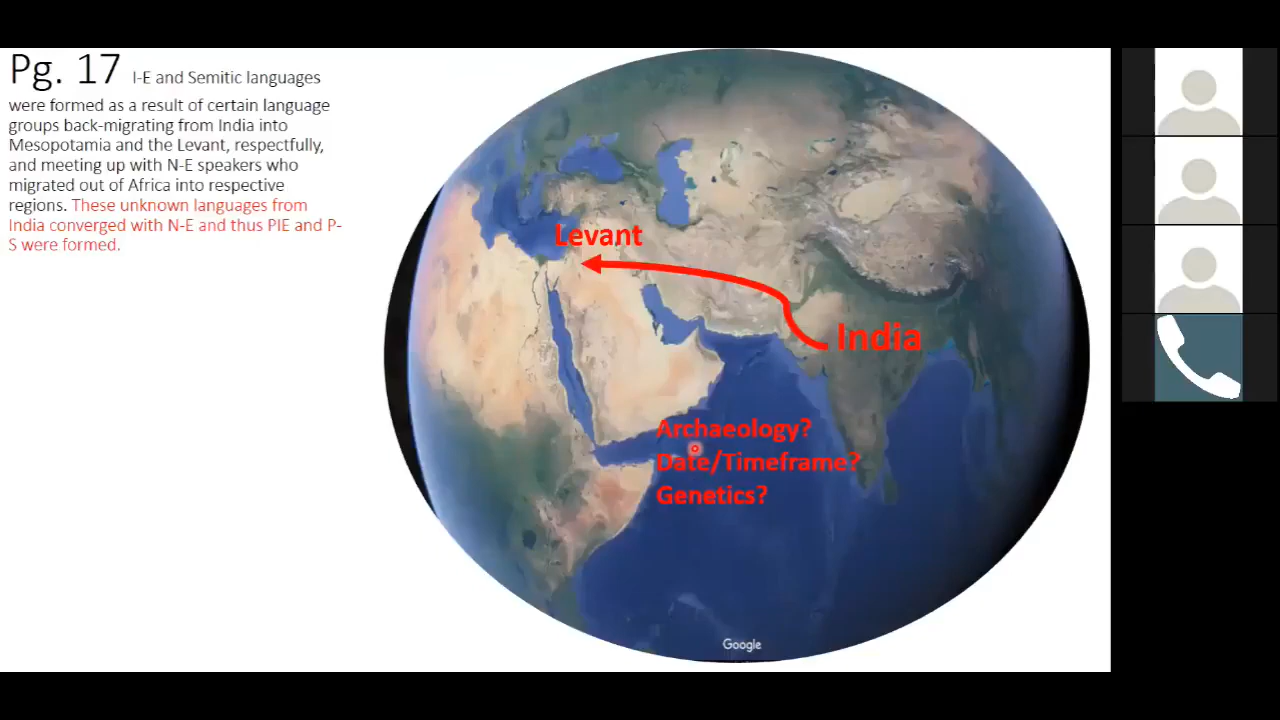 Pg. 17 I-E and Semitic languages
were formed as a result of certain language
groups back-migrating from India into
Mesopotamia and the Levant, respectfully,
and meeting up with N-E speakers who
migrated out of Africa into respective
regions. These unknown languages from
India converged with N-E and thus PIE and P-
S were formed.
Levant
India
Archaeology?
Date/Timeframe?
Genetics?
Google